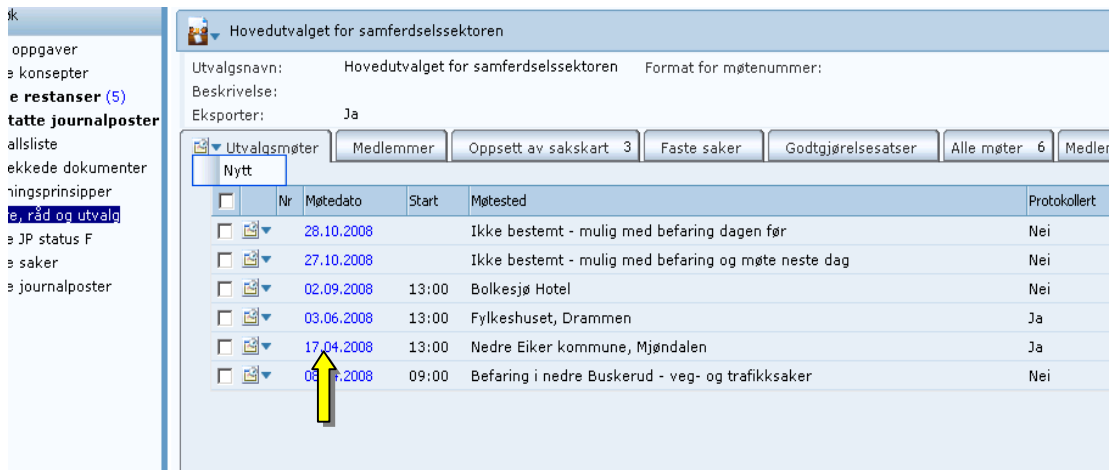 øk
oppgaver
e konsepter
e restanser (5)
tatte journalposter
allsliste
ekkede dokumenter
ningsprinsipper
re, råd og utvalg
e JP status F
e saker
e journalposter
Hovedutvalget for samferdselssektoren
Utvalgsnavn: Hovedutvalget for samferdselssektoren Format for møtenummer:
Beskrivelse:
Eksporter: Ja
Utvalgsmøter Medlemmer Oppsett av sakskart 3 Faste saker Godtgjørelsesatser Alle møter 6 Medlem
Nytt
Nr Møtedato Start Møtested Protokollert
28.10.2008 Ikke bestemt - mulig med befaring dagen før Nei
27.10.2008 Ikke bestemt - mulig med befaring og møte neste dag Nei
02.09.2008 13:00 Bolkesjø Hotel Nei
03.06.2008 13:00 Fylkeshuset, Drammen Ja
17.04.2008 13:00 Nedre Eiker kommune, Mjøndalen Ja
09:00 Befaring i nedre Buskerud - veg- og trafikksaker Nei